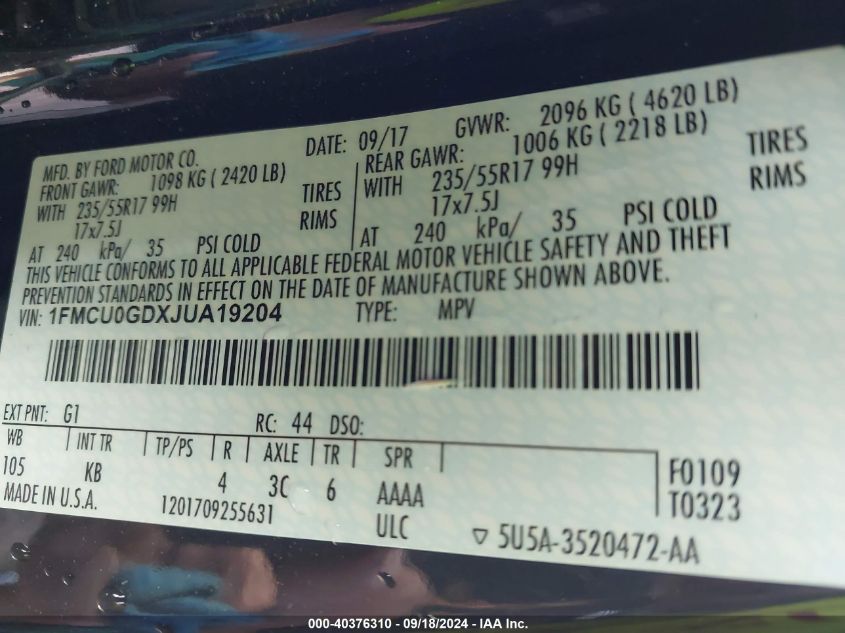 MFD. BY FORD MOTOR CO. DATE: 09/17 GVWR: 2096 KG ( 4620 LB)
FRONT GAWR: 1098 KG ( 2420 LB) REAR GAWR: 1006 KG ( 2218 LB)
WITH 235/55R17 99H TIRES WITH 235/55R17 99H TIRES
17x7.5J RIMS 17x7.5J RIMS
AT 240 kPa/ 35 PSI COLD AT 240 kPa/ 35 PSI COLD
THIS VEHICLE CONFORMS TO ALL APPLICABLE FEDERAL MOTOR VEHICLE SAFETY AND THEFT
PREVENTION STANDARDS IN EFFECT ON THE DATE OF MANUFACTURE SHOWN ABOVE.
VIN: 1FMCU0GDXJUA19204 TYPE: MPV
EXT PNT: G1 RC: 44 DSO:
WB INT TR TP/PS R AXLE TR SPR
105 KB 4 3C 6 AAAA F0109
MADE IN U.S.A. 1201709255631 ULC T0323
5U5A-3520472-AA
000-40376310 - 09/18/2024 - IAA Inc.